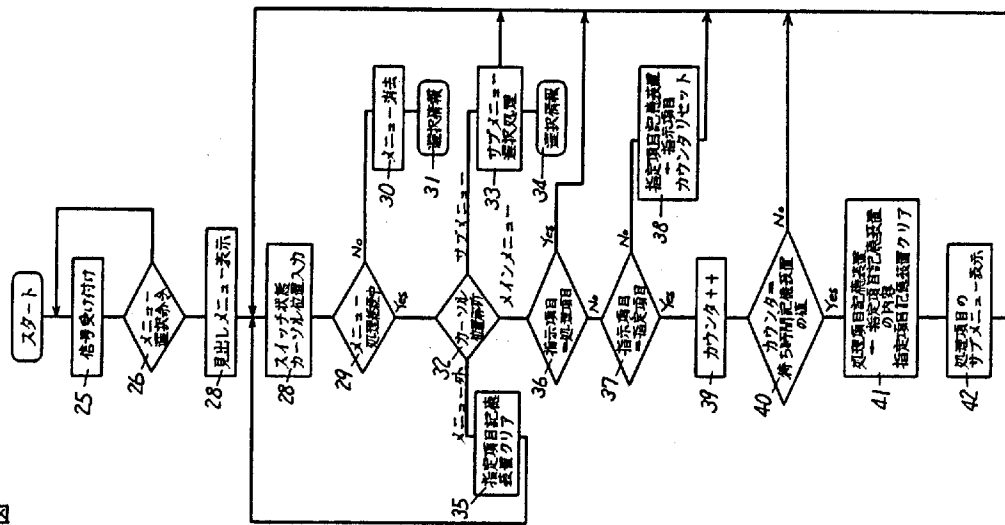 図
スタート
信号受け付け
25
メニュー
選択命令
26
見出しメニュー表示
28
スイッチ状態
カーソル位置入力
28
メニュー
処理継続中
29
No
Yes
メニュー消去
30
選択情報
31
カーソル
位置判断
32
サブメニュー
メインメニュー
メニュー外
サブメニュー
選択処理
33
選択情報
34
指定項目記憶
装置クリア
35
指示項目
=処理項目
36
Yes
No
指示項目
=指定項目
37
No
Yes
指定項目記憶装置
← 指示項目
カウンタリセット
38
カウンタ++
39
カウンター=
待ち時間記憶装置
の値
40
No
Yes
処理項目記憶装置
← 指定項目記憶装置
の内容
指定項目記憶装置クリア
41
処理項目の
サブメニュー表示
42